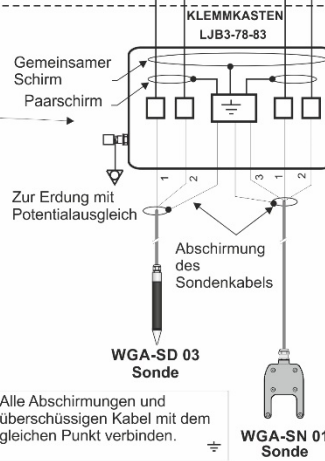 KLEMMKASTEN
LJB3-78-83
Gemeinsamer
Schirm
Paarschirm
1
2
3
2
Zur Erdung mit
Potentialausgleich
Abschirmung
des
Sondenkabels
WGA-SD 03
Sonde
Alle Abschirmungen und
überschüssigen Kabel mit dem
gleichen Punkt verbinden.
WGA-SN 01
Sonde